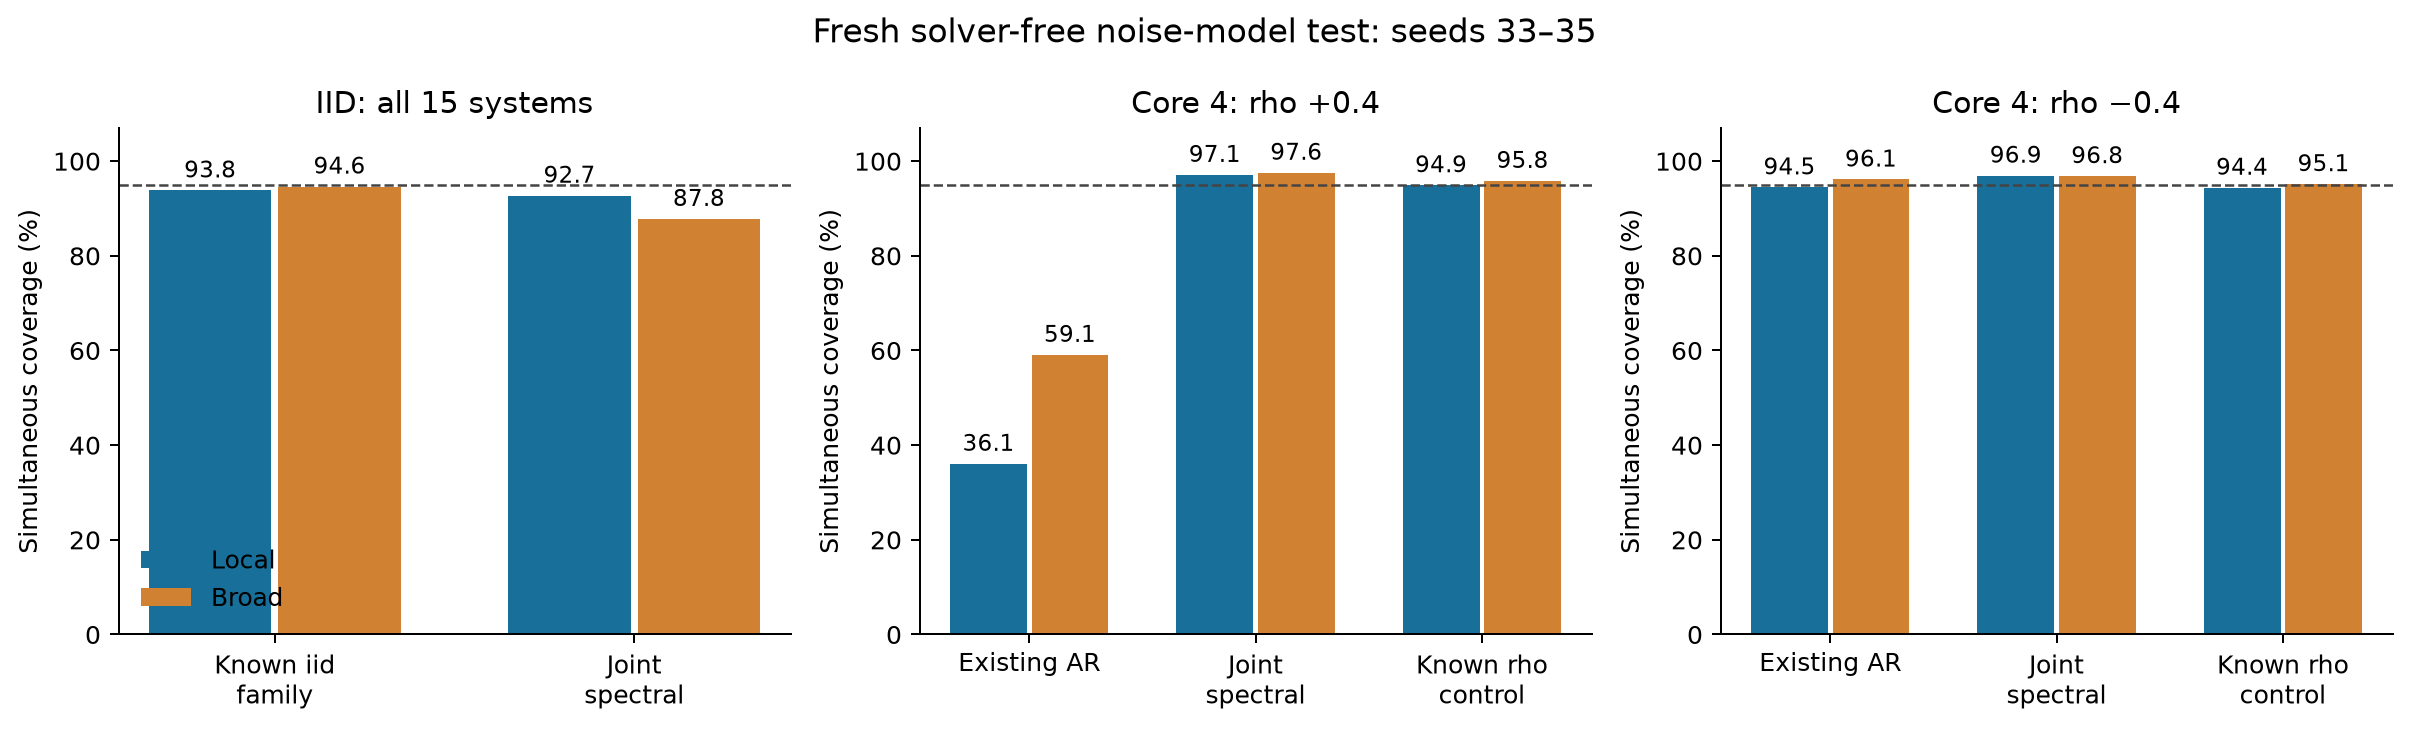 Fresh solver-free noise-model test: seeds 33–35
IID: all 15 systems
Simultaneous coverage (%)
100
80
60
40
20
0
93.8
94.6
92.7
87.8
Local
Broad
Known iid
family
Joint
spectral
Core 4: rho +0.4
Simultaneous coverage (%)
100
80
60
40
20
0
36.1
59.1
97.1
97.6
94.9
95.8
Existing AR
Joint
spectral
Known rho
control
Core 4: rho −0.4
Simultaneous coverage (%)
100
80
60
40
20
0
94.5
96.1
96.9
96.8
94.4
95.1
Existing AR
Joint
spectral
Known rho
control